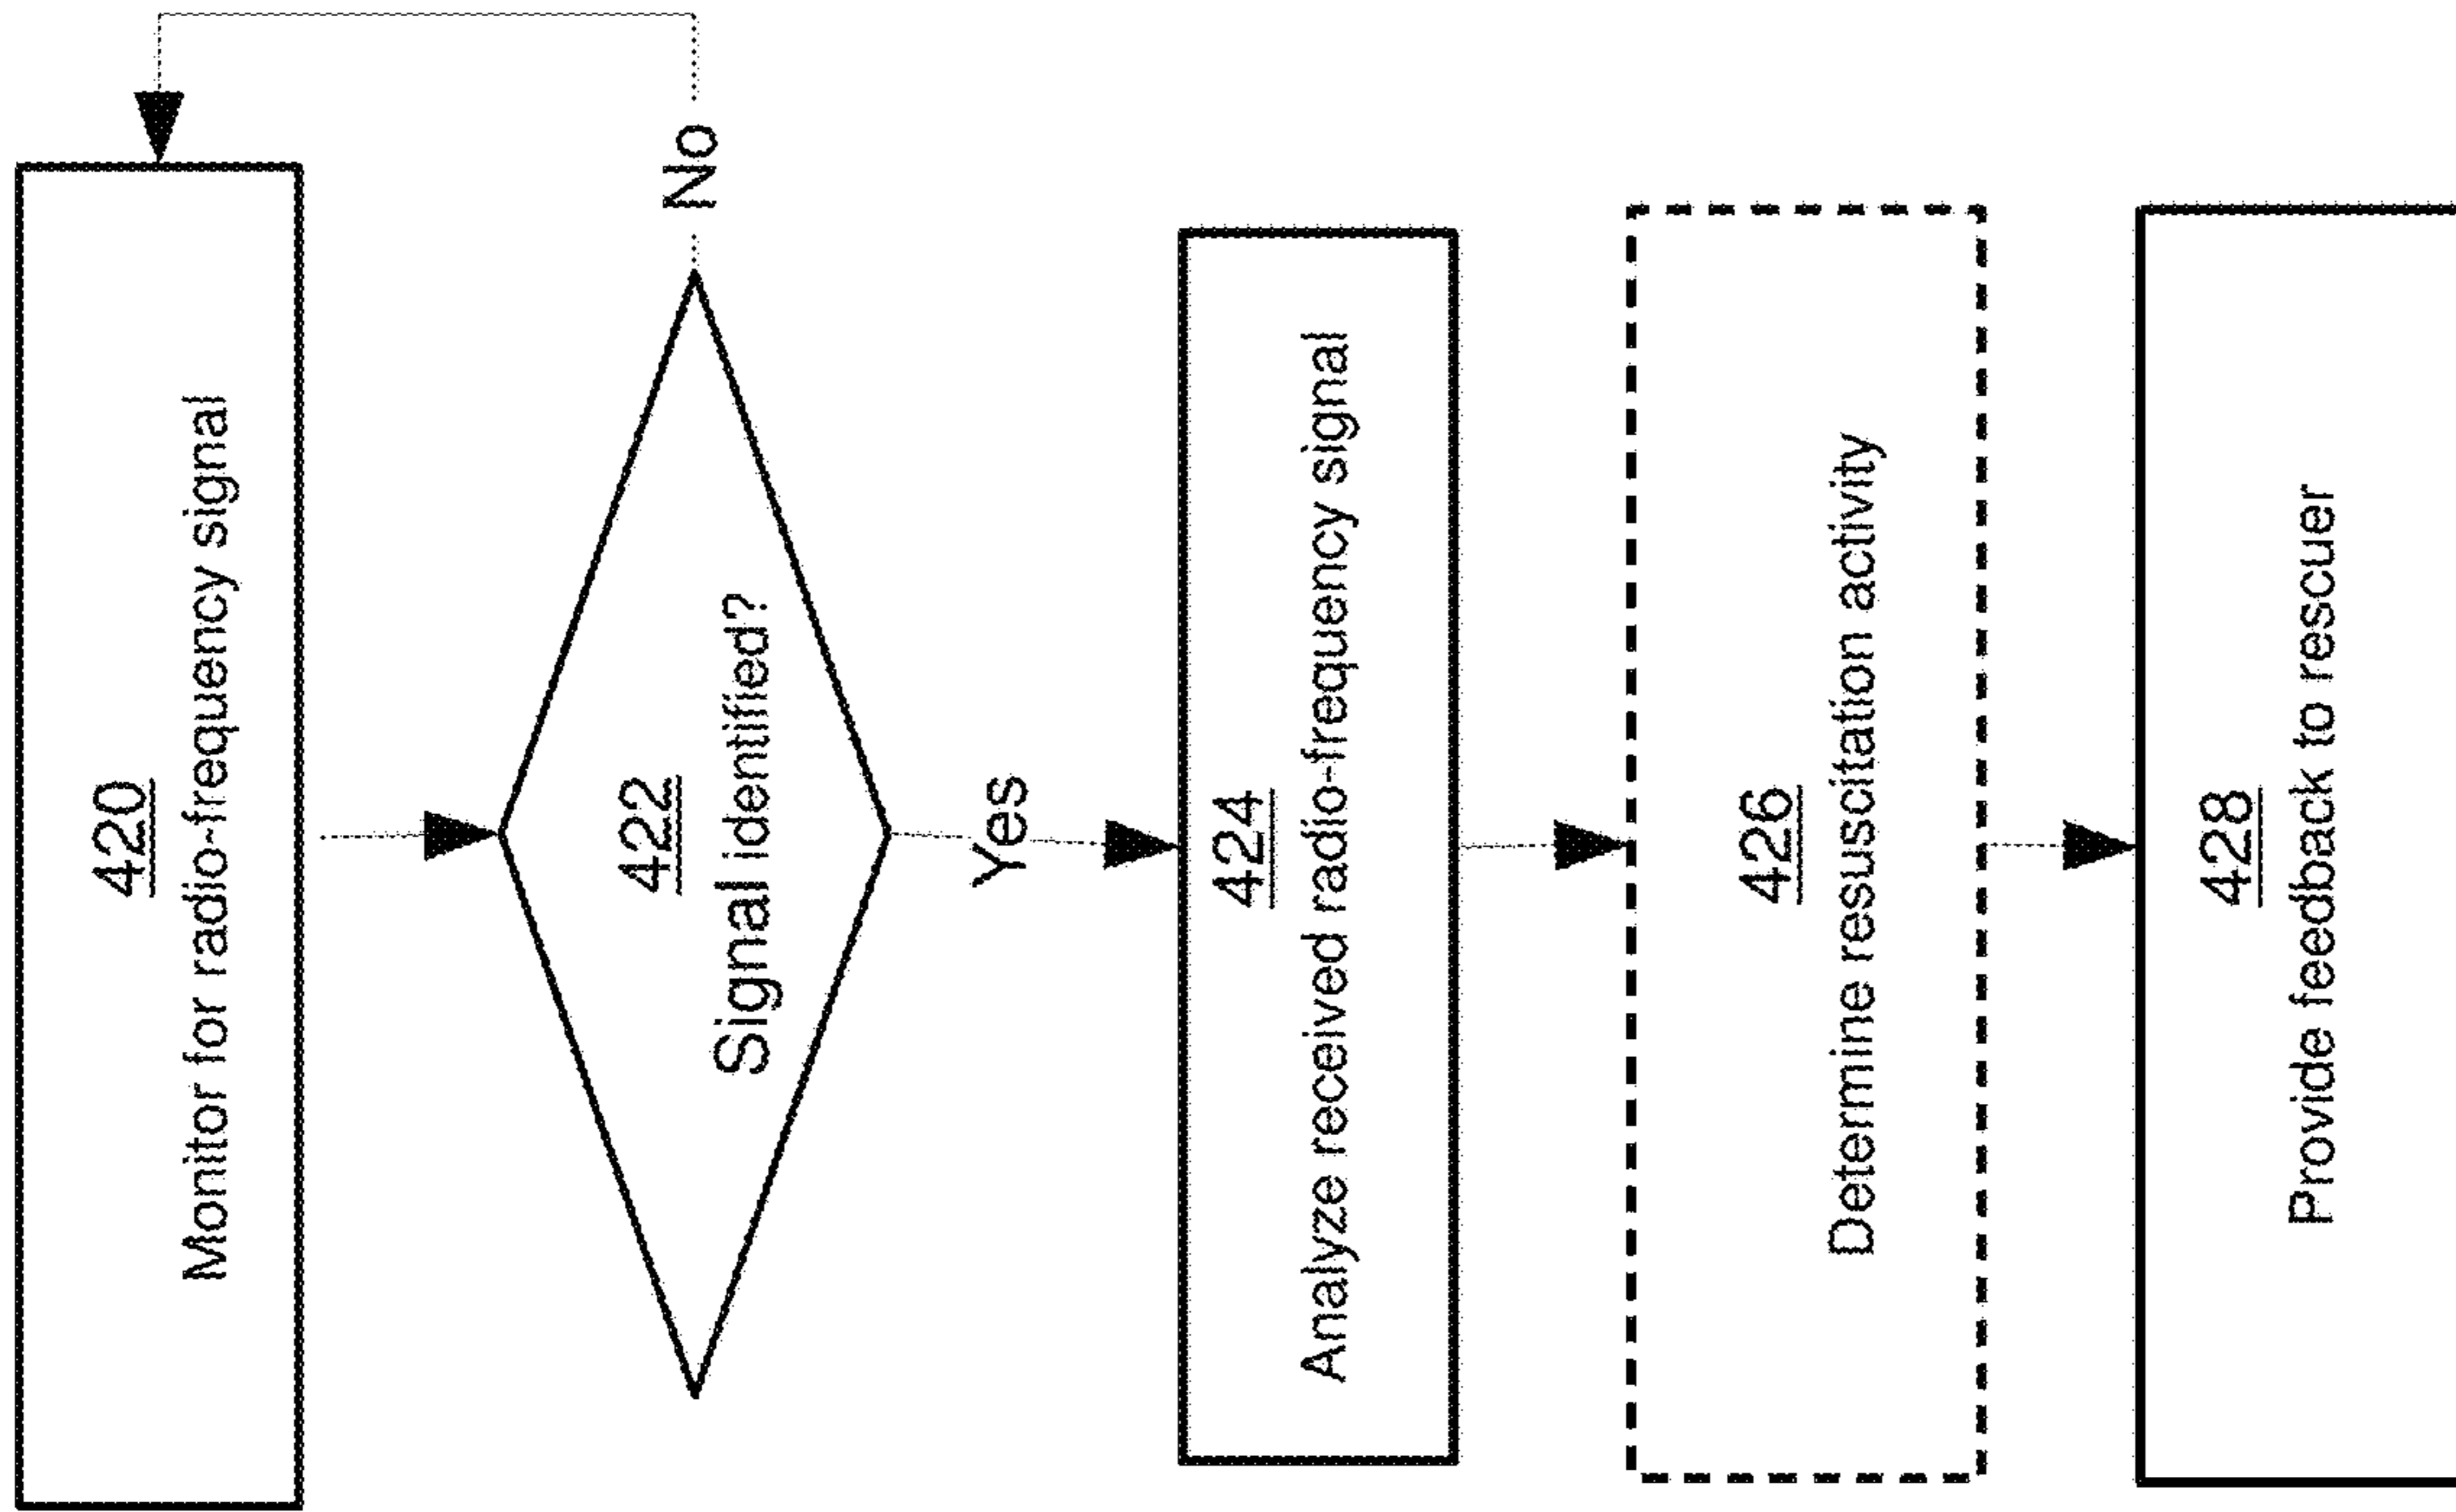 420
Monitor for radio-frequency signal
422
Signal identified?
No
Yes
424
Analyze received radio-frequency signal
426
Determine resuscitation activity
428
Provide feedback to rescuer